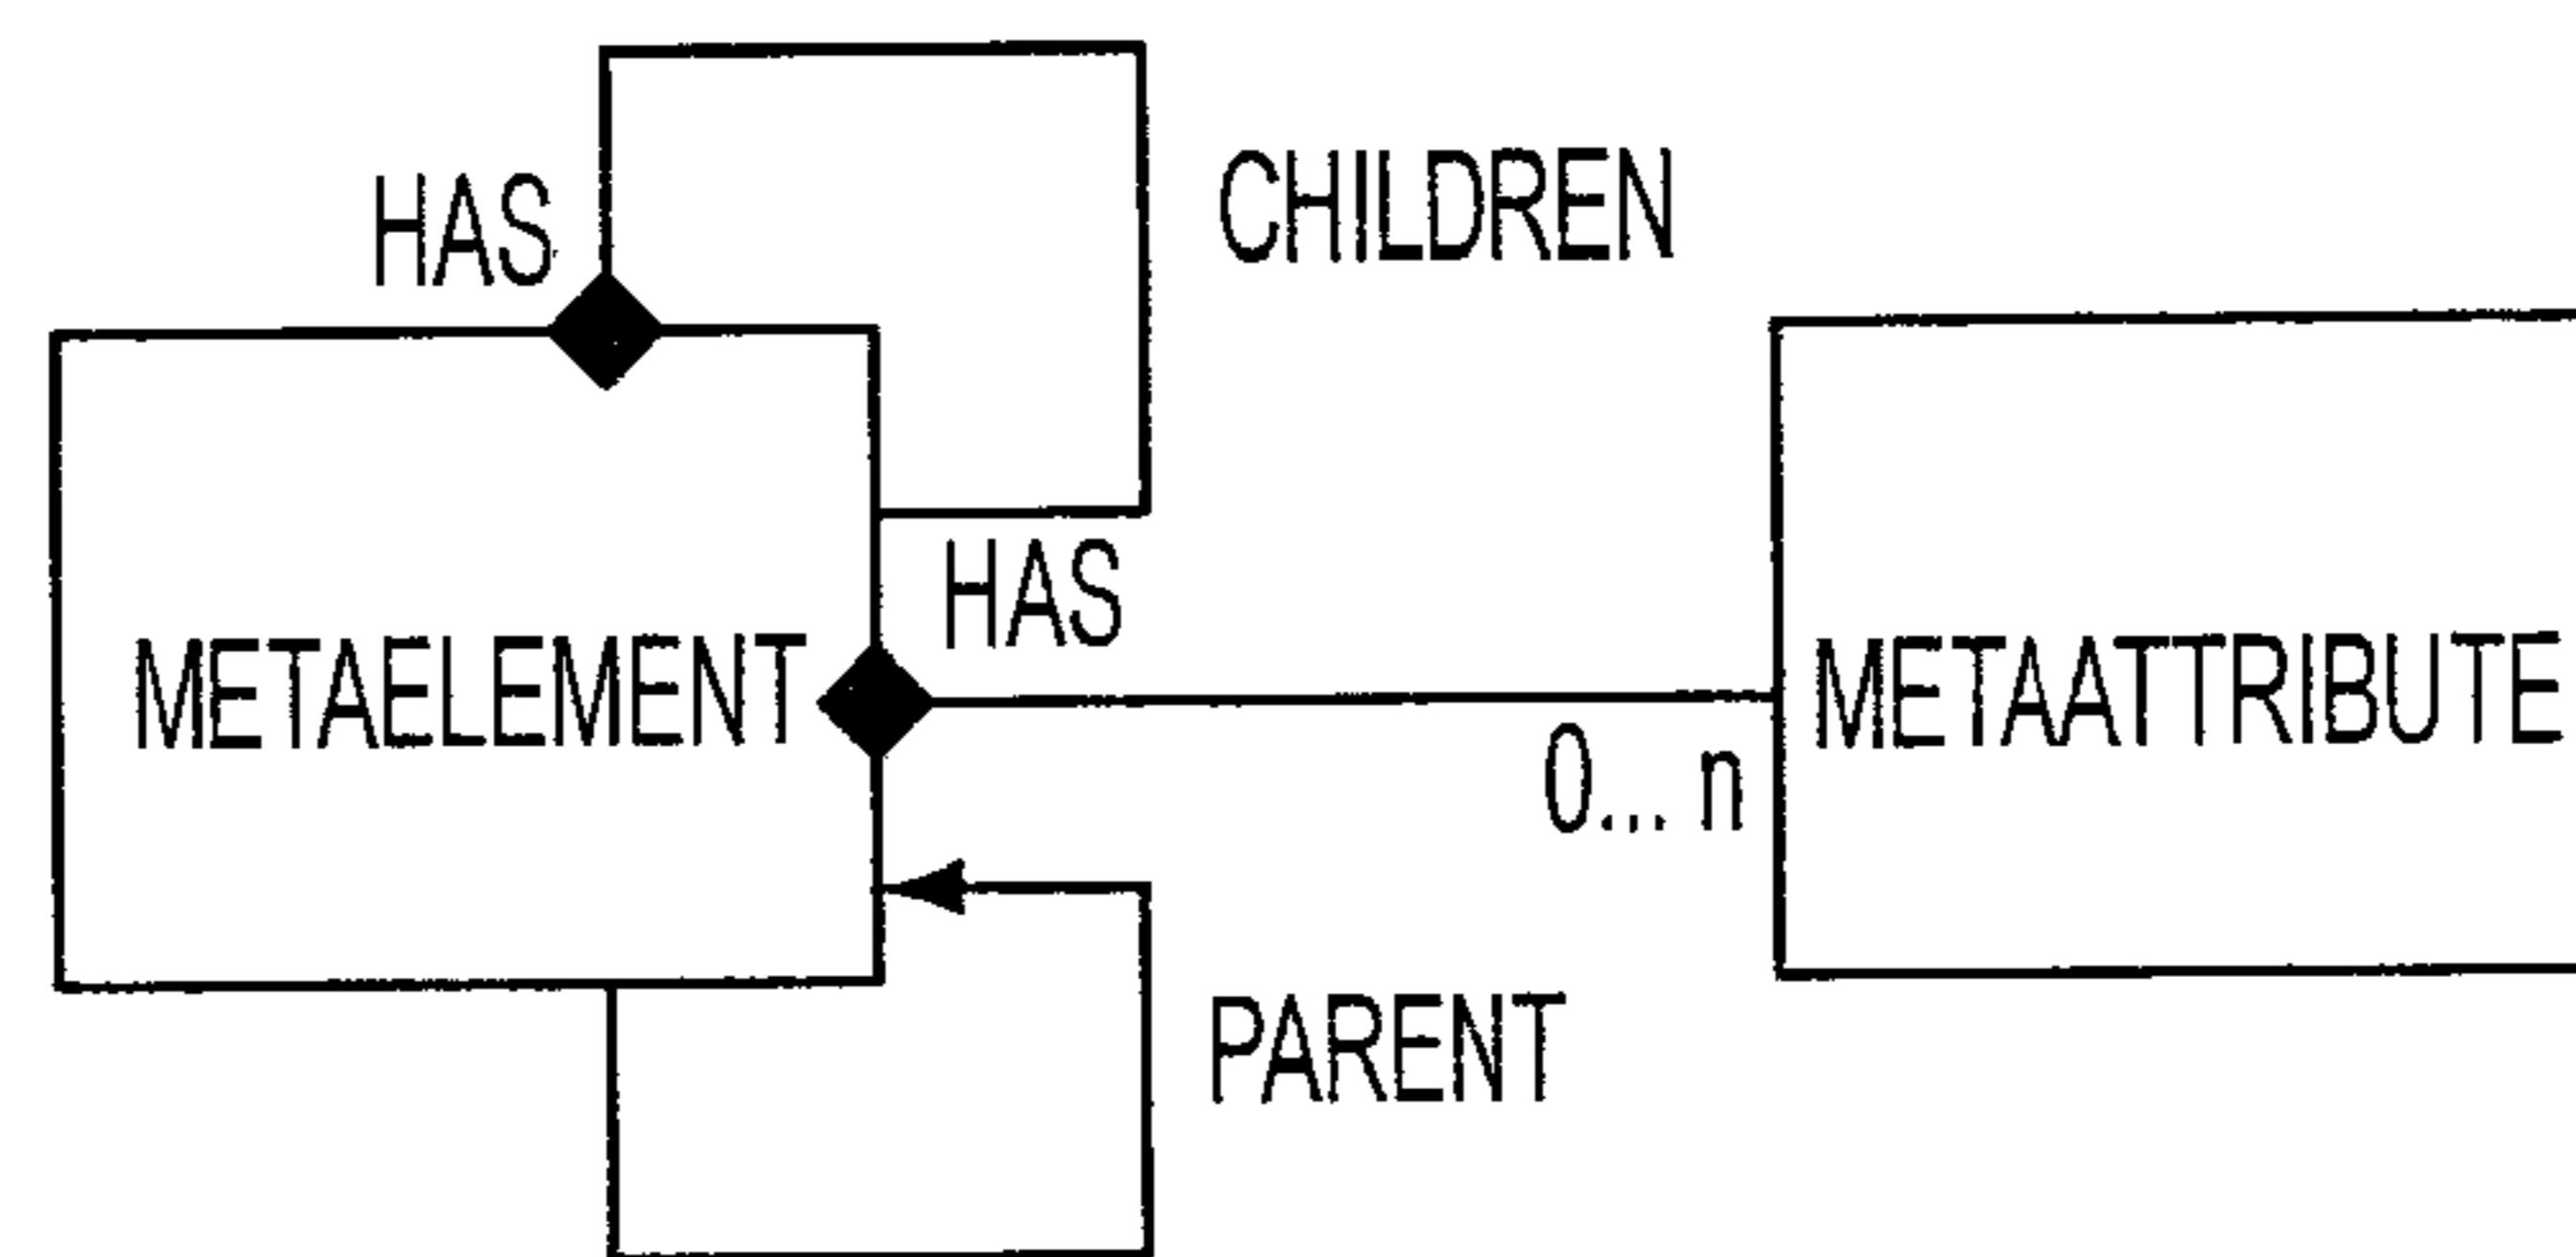 HAS
CHILDREN
HAS
METAELEMENT
METAATTRIBUTE
0... n
PARENT